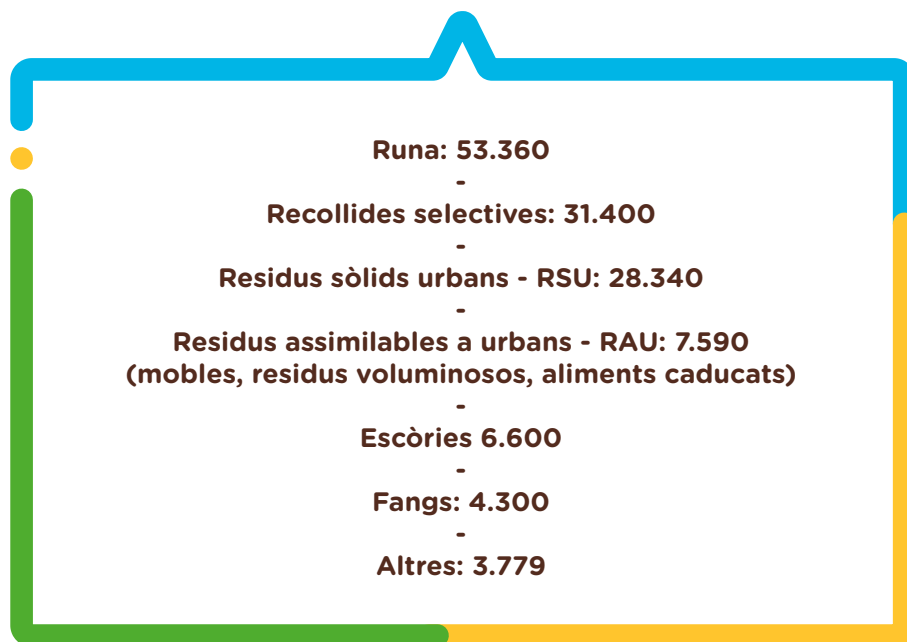 Runa: 53.360
-
Recollides selectives: 31.400
-
Residus sòlids urbans - RSU: 28.340
-
Residus assimilables a urbans - RAU: 7.590
(mobles, residus voluminosos, aliments caducats)
-
Escòries 6.600
-
Fangs: 4.300
-
Altres: 3.779